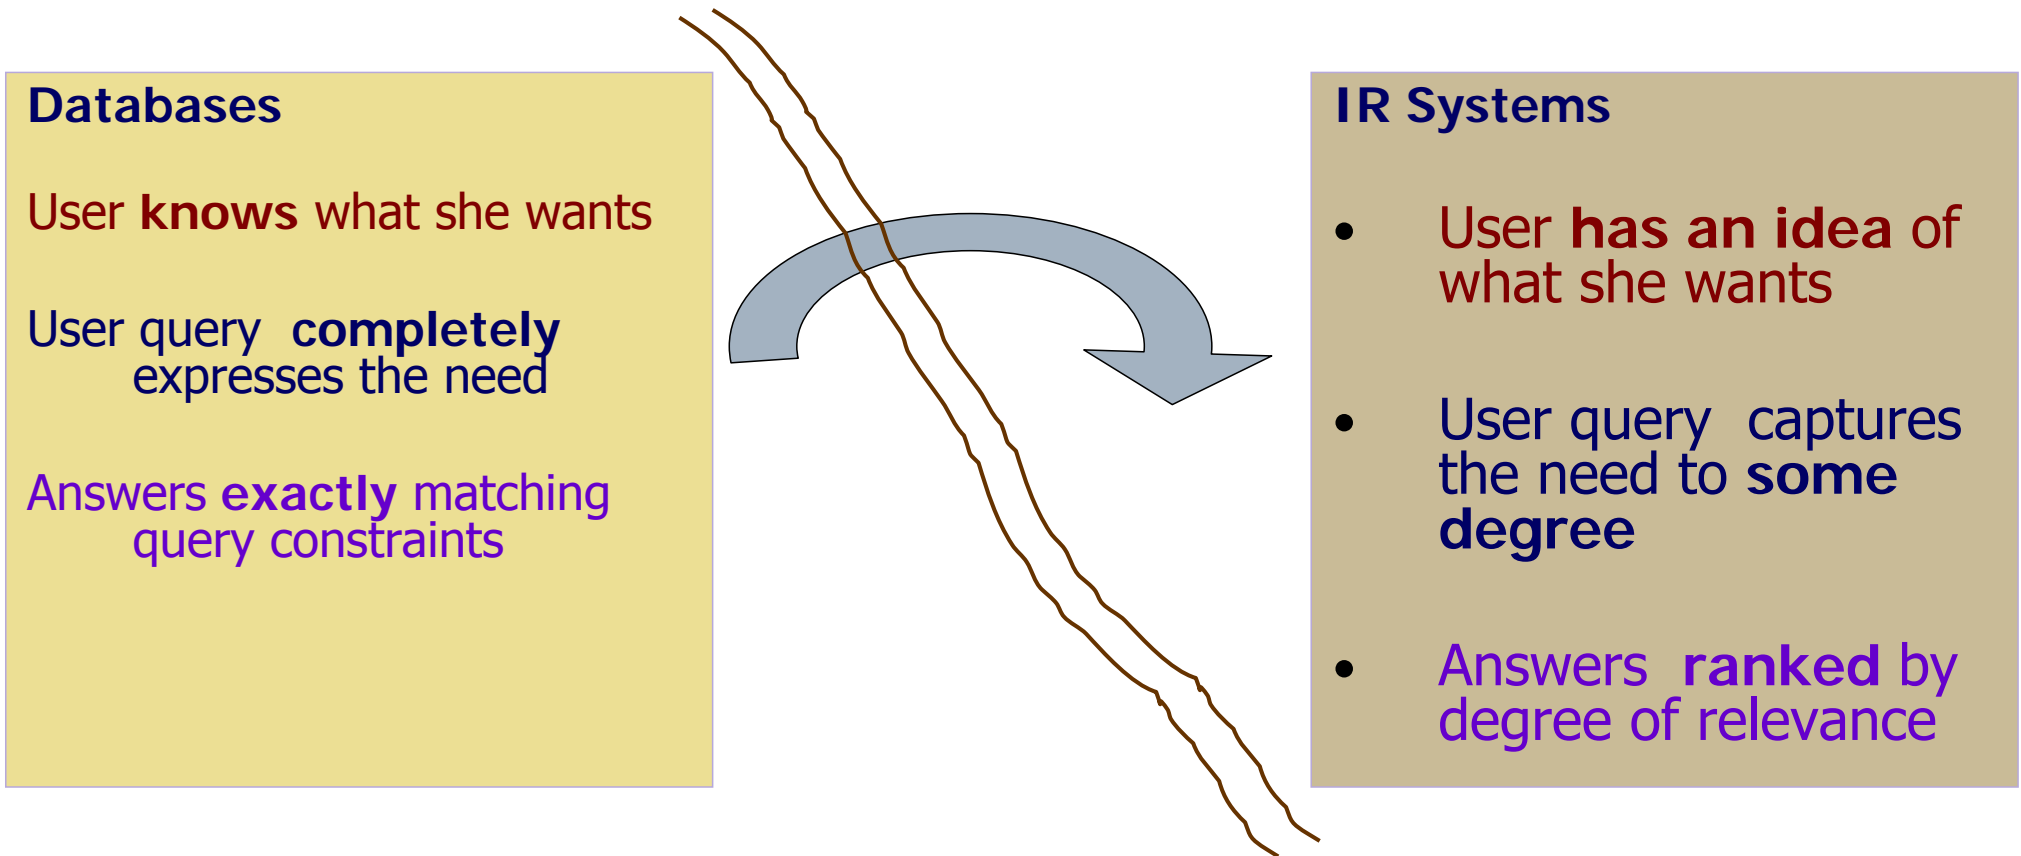 Databases
User knows what she wants
User query completely
expresses the need
Answers exactly matching
query constraints
IR Systems
• User has an idea of
what she wants
• User query captures
the need to some
degree
• Answers ranked by
degree of relevance